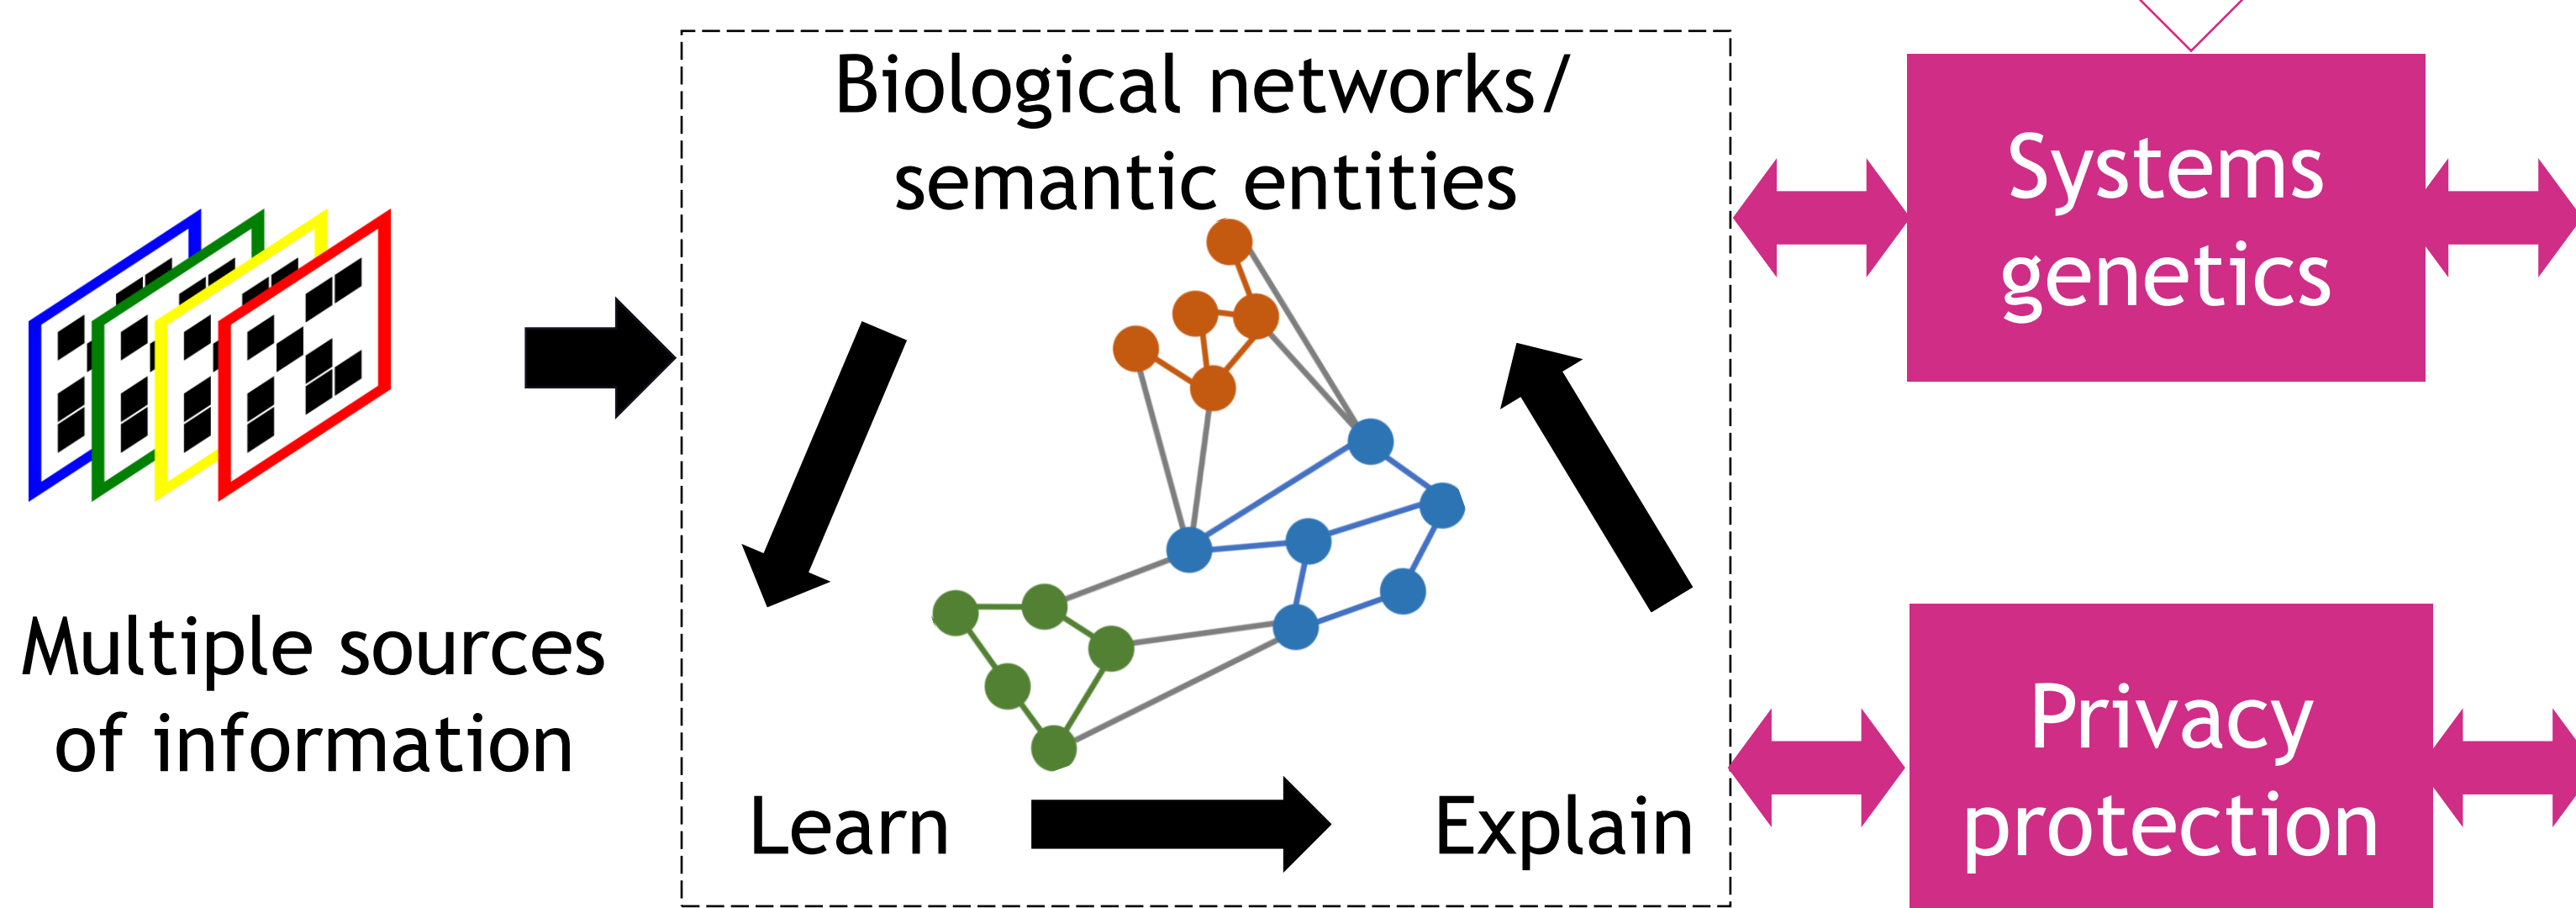 Biological networks/
semantic entities
Multiple sources
of information
Learn
Explain
Systems
genetics
Privacy
protection